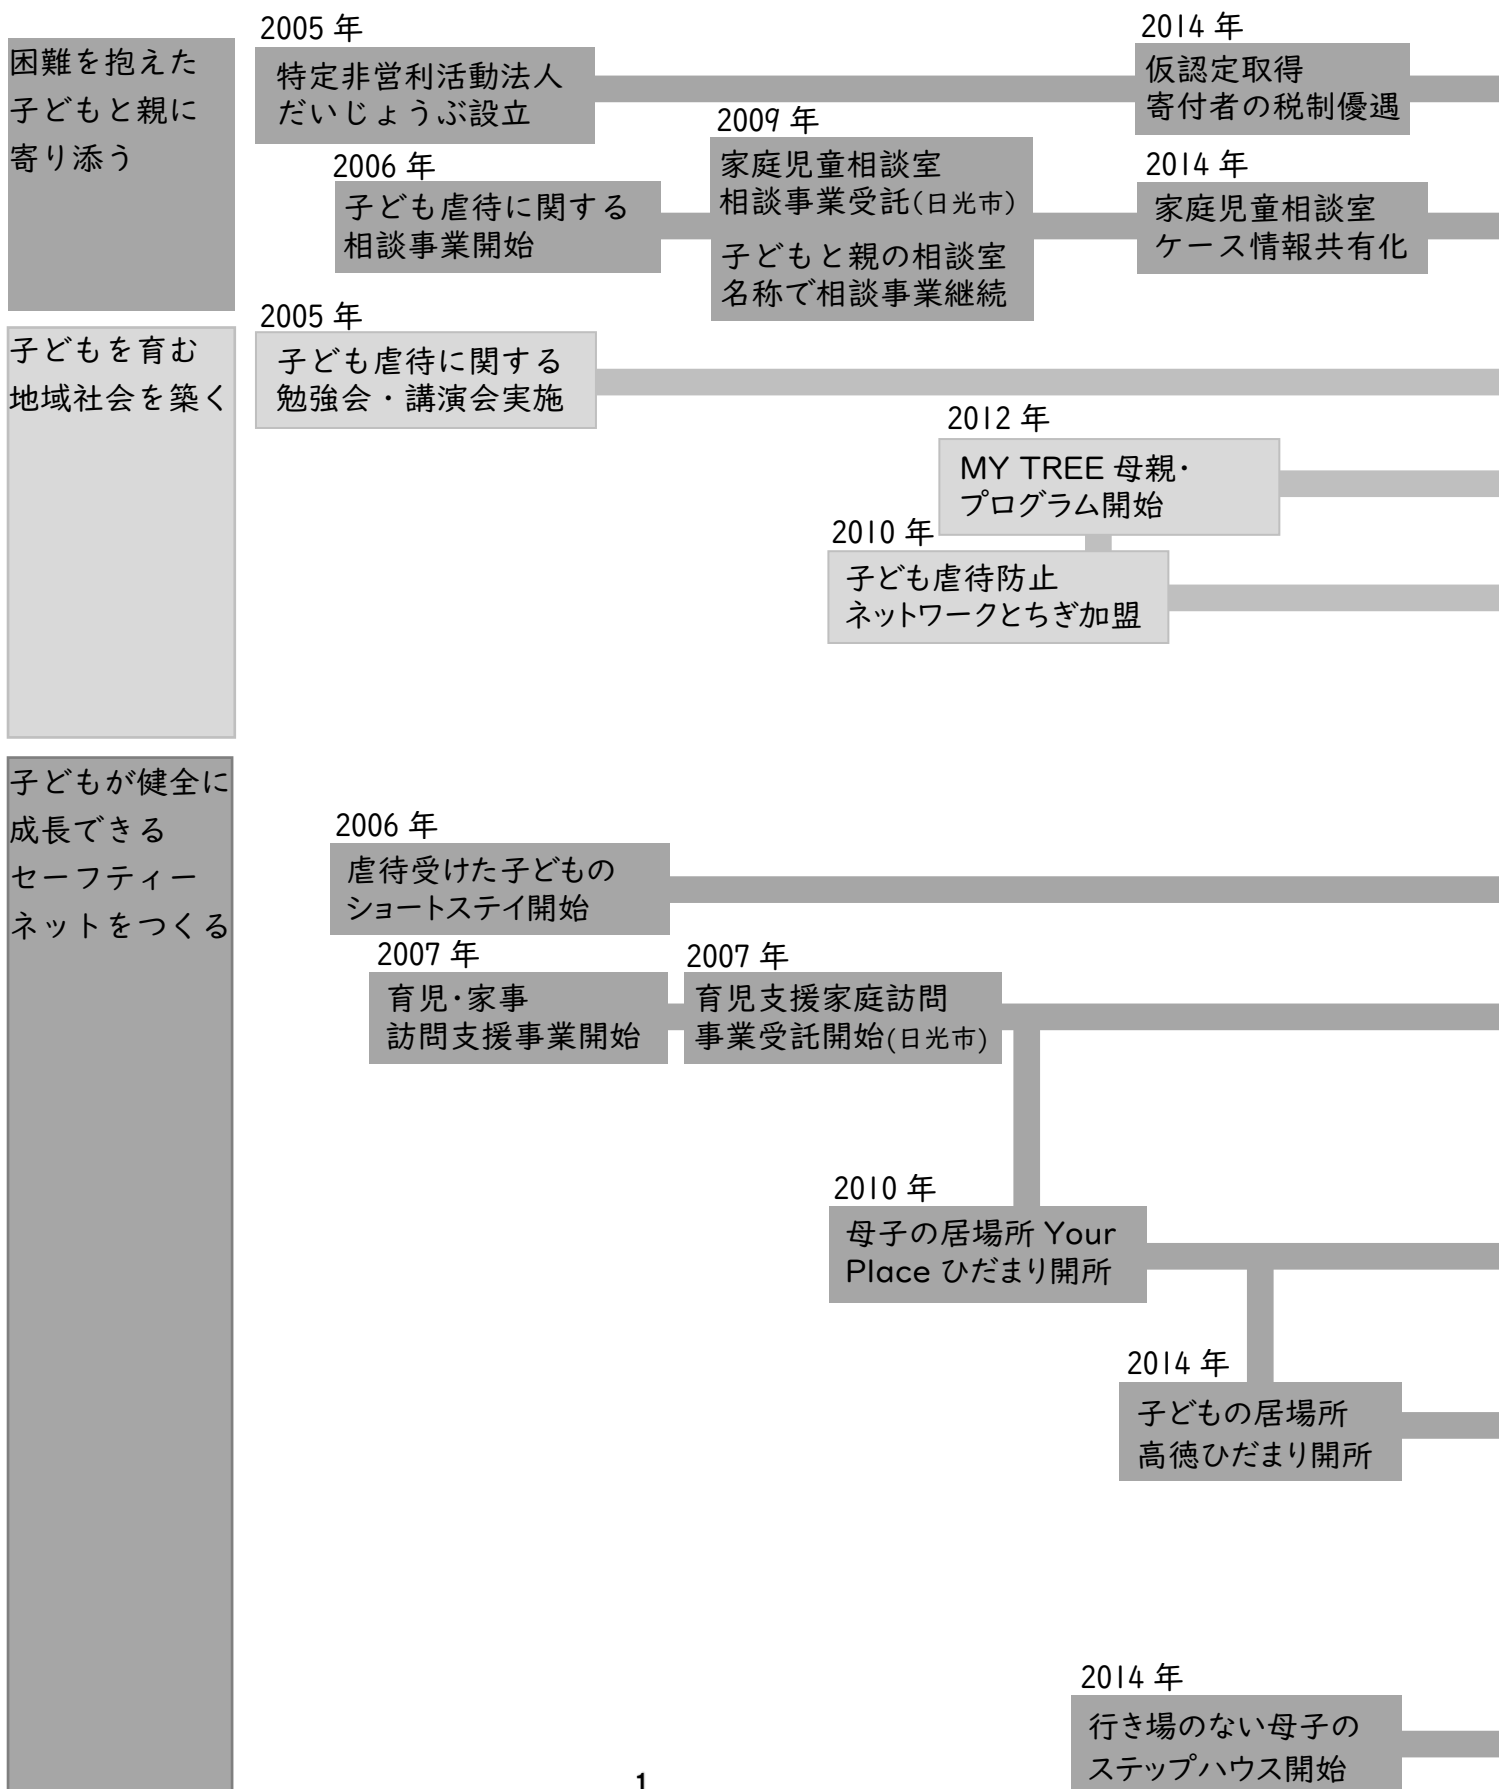 困難を抱えた
子どもと親に
寄り添う
2005 年
特定非営利活動法人
だいじょうぶ設立
2014 年
仮認定取得
寄付者の税制優遇
2006 年
子ども虐待に関する
相談事業開始
2009 年
家庭児童相談室
相談事業受託(日光市)
子どもと親の相談室
名称で相談事業継続
2014 年
家庭児童相談室
ケース情報共有化
子どもを育む
地域社会を築く
2005 年
子ども虐待に関する
勉強会・講演会実施
2012 年
MY TREE 母親・
プログラム開始
2010 年
子ども虐待防止
ネットワークとちぎ加盟
子どもが健全に
成長できる
セーフティー
ネットをつくる
2006 年
虐待受けた子どもの
ショートステイ開始
2007 年
育児・家事
訪問支援事業開始
2007 年
育児支援家庭訪問
事業受託開始(日光市)
2010 年
母子の居場所 Your
Place ひだまり開所
2014 年
子どもの居場所
高徳ひだまり開所
2014 年
行き場のない母子の
ステップハウス開始
1